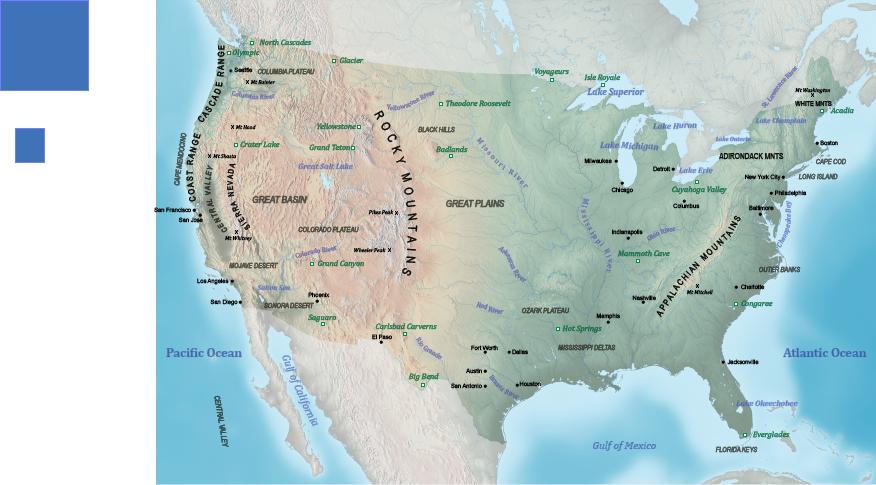 North Cascades
Olympic
Glacier
Seattle
COLUMBIA PLATEAU
Mt Rainier
Columbia River
CASCADE RANGE
Voyageurs
Isle Royale
Lake Superior
St. Lawrence River
Mt Washington
WHITE MNTS
Acadia
Yellowstone River
Theodore Roosevelt
ROCKY MOUNTAINS
Mt Hood
Yellowstone
BLACK HILLS
Lake Huron
Lake Champlain
Lake Ontario
CAPE MENDOCINO
COAST RANGE
Crater Lake
Grand Teton
Badlands
Missouri River
Lake Michigan
Boston
Mt Shasta
Great Salt Lake
Milwaukee
Detroit
Lake Erie
ADIRONDACK MNTS
CAPE COD
CENTRAL VALLEY
SIERRA NEVADA
Chicago
Cuyahoga Valley
New York City
LONG ISLAND
GREAT BASIN
GREAT PLAINS
Columbus
Philadelphia
Baltimore
San Francisco
San Jose
Pikes Peak
Mississippi River
Chesapeake Bay
Mt Whitney
COLORADO PLATEAU
Indianapolis
Ohio River
APPALACHIAN MOUNTAINS
Colorado River
Wheeler Peak
Arkansas River
Mammoth Cave
MOJAVE DESERT
Grand Canyon
OUTER BANKS
Los Angeles
Salton Sea
Phoenix
Nashville
Mt Mitchell
Charlotte
San Diego
SONORA DESERT
Red River
OZARK PLATEAU
Memphis
Congaree
Saguaro
Carlsbad Carverns
Hot Springs
El Paso
Rio Grande
Fort Worth
Dallas
MISSISSIPPI DELTAS
Pacific Ocean
Gulf of California
Atlantic Ocean
Jacksonville
Big Bend
Austin
San Antonio
Brazos River
Houston
CENTRAL VALLEY
Lake Okeechobee
Gulf of Mexico
Everglades
FLORIDA KEYS